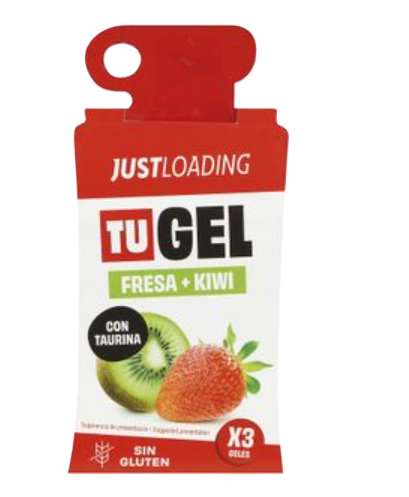 JUSTLOADING
TU GEL
FRESA + KIWI
CON
TAURINA
Sugerencia de presentación / Suggested presentation
X3
GELES
SIN
GLUTEN